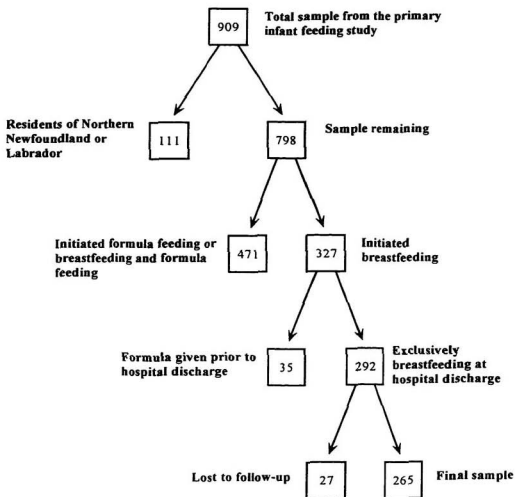 909
Total sample from the primary
infant feeding study
Residents of Northern
Newfoundland or
Labrador
111
798
Sample remaining
Initiated formula feeding or
breastfeeding and formula
feeding
471
327
Initiated
breastfeeding
Formula given prior to
hospital discharge
35
292
Exclusively
breastfeeding at
hospital discharge
Lost to follow-up
27
265
Final sample